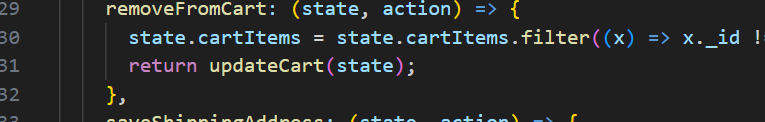 29 removeFromCart: (state, action) => {
30 state.cartItems = state.cartItems.filter((x) => x._id !=
31 return updateCart(state);
32 },
33 saveShippingAddress: (state, action) => {